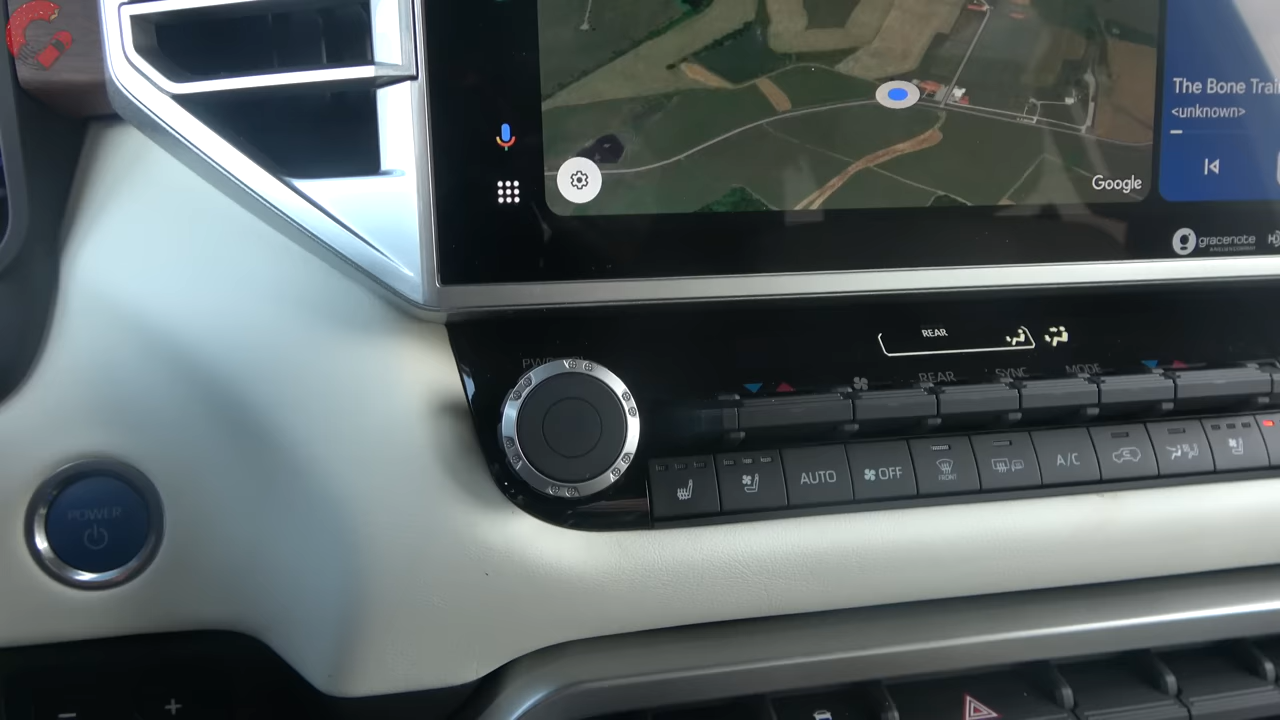 The Bone Trai
<unknown>
Google
gracenote
REAR
REAR
SYNC
MODE
AUTO
OFF
FRONT
A/C
POWER